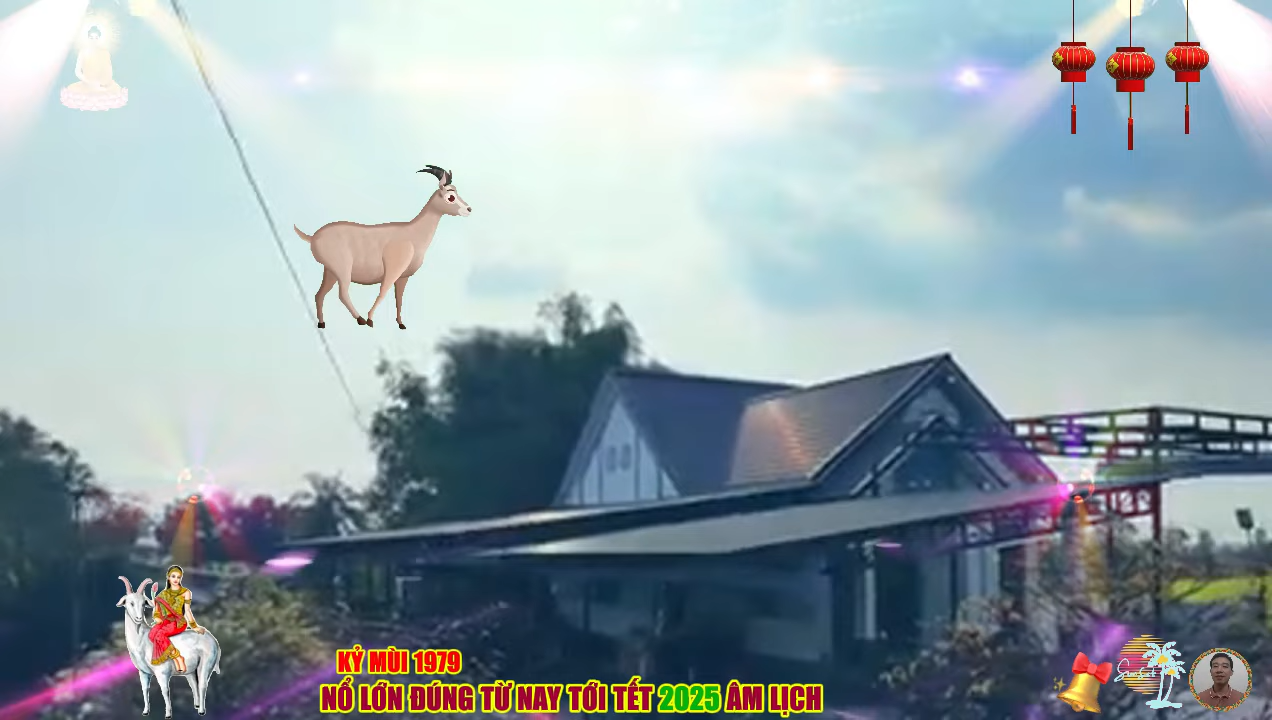 KỶ MÙI 1979
NỔ LỚN ĐÚNG TỪ NAY TỚI TẾT 2025 ÂM LỊCH